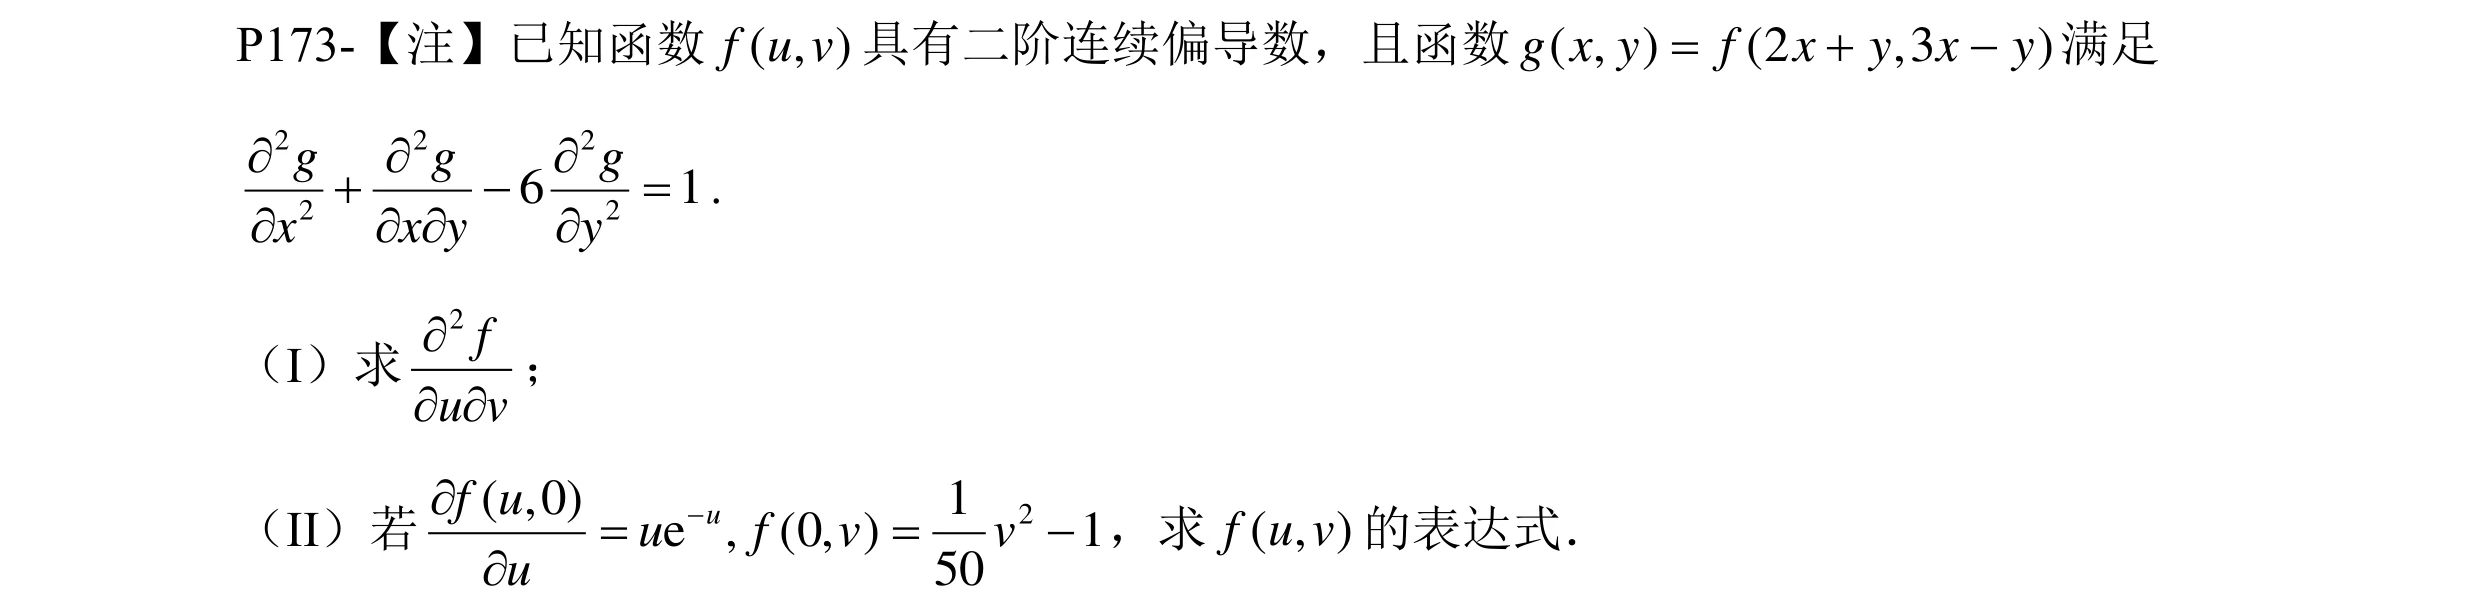 P173-【注】已知函数 $f(u,v)$ 具有二阶连续偏导数，且函数 $g(x,y)=f(2x+y,3x-y)$ 满足
$\frac{\partial^2 g}{\partial x^2}+\frac{\partial^2 g}{\partial x\partial y}-6\frac{\partial^2 g}{\partial y^2}=1$.
（I）求 $\frac{\partial^2 f}{\partial u\partial v}$；
（II）若 $\frac{\partial f(u,0)}{\partial u}=u\mathrm{e}^{-u},f(0,v)=\frac{1}{50}v^2-1$，求 $f(u,v)$ 的表达式.